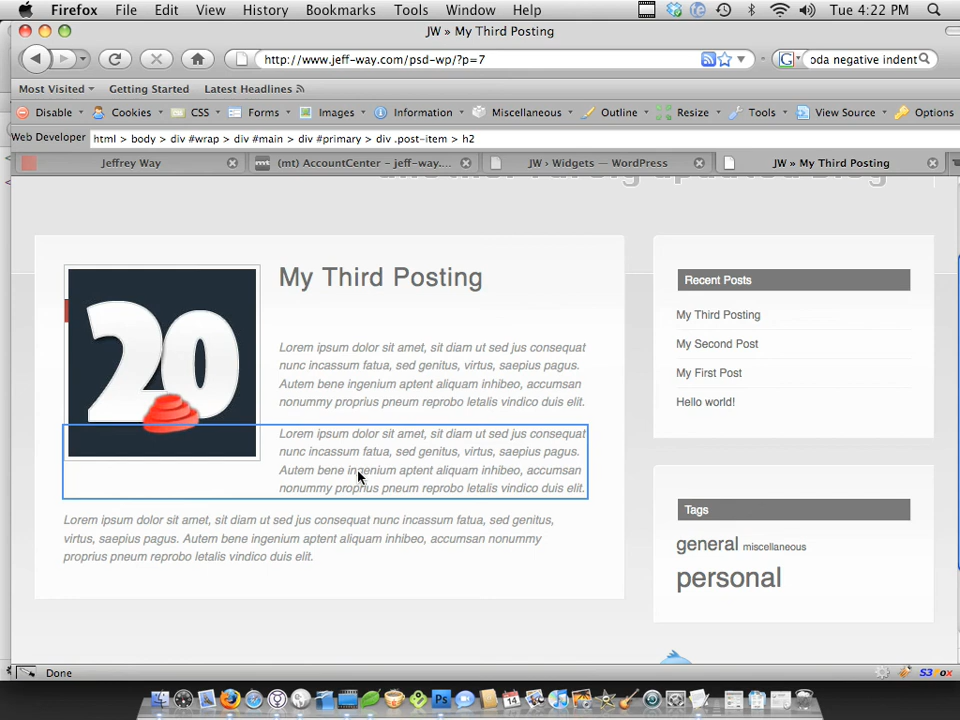 Firefox File Edit View History Bookmarks Tools Window Help Tue 4:22 PM
JW » My Third Posting
http://www.jeff-way.com/psd-wp/?p=7
oda negative indent
Most Visited Getting Started Latest Headlines
Disable Cookies CSS Forms Images Information Miscellaneous Outline Resize Tools View Source Options
Web Developer html > body > div #wrap > div #main > div #primary > div .post-item > h2
Jeffrey Way (mt) AccountCenter - jeff-way.... JW › Widgets — WordPress JW » My Third Posting
20
My Third Posting
Lorem ipsum dolor sit amet, sit diam ut sed jus consequat
nunc incassum fatua, sed genitus, virtus, saepius pagus.
Autem bene ingenium aptent aliquam inhibeo, accumsan
nonummy proprius pneum reprobo letalis vindico duis elit.
Lorem ipsum dolor sit amet, sit diam ut sed jus consequat
nunc incassum fatua, sed genitus, virtus, saepius pagus.
Autem bene ingenium aptent aliquam inhibeo, accumsan
nonummy proprius pneum reprobo letalis vindico duis elit.
Lorem ipsum dolor sit amet, sit diam ut sed jus consequat nunc incassum fatua, sed genitus,
virtus, saepius pagus. Autem bene ingenium aptent aliquam inhibeo, accumsan nonummy
proprius pneum reprobo letalis vindico duis elit.
Recent Posts
My Third Posting
My Second Post
My First Post
Hello world!
Tags
general miscellaneous
personal
Done
S3Fox
Ps